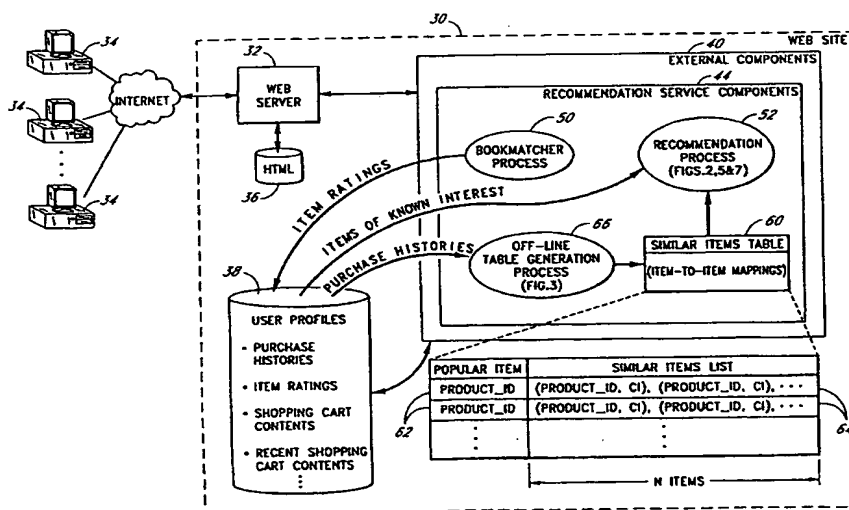 30
WEB SITE
34
34
34
INTERNET
32
WEB
SERVER
HTML
36
40
EXTERNAL COMPONENTS
44
RECOMMENDATION SERVICE COMPONENTS
50
BOOKMATCHER
PROCESS
52
RECOMMENDATION
PROCESS
(FIGS.2,5&7)
ITEM RATINGS
ITEMS OF KNOWN INTEREST
PURCHASE HISTORIES
66
OFF-LINE
TABLE GENERATION
PROCESS
(FIG.3)
60
SIMILAR ITEMS TABLE
(ITEM-TO-ITEM MAPPINGS)
38
USER PROFILES
• PURCHASE
HISTORIES
• ITEM RATINGS
• SHOPPING CART
CONTENTS
• RECENT SHOPPING
CART CONTENTS
POPULAR ITEM SIMILAR ITEMS LIST
PRODUCT_ID (PRODUCT_ID, CI), (PRODUCT_ID, CI), ···
PRODUCT_ID (PRODUCT_ID, CI), (PRODUCT_ID, CI), ···
62
N ITEMS